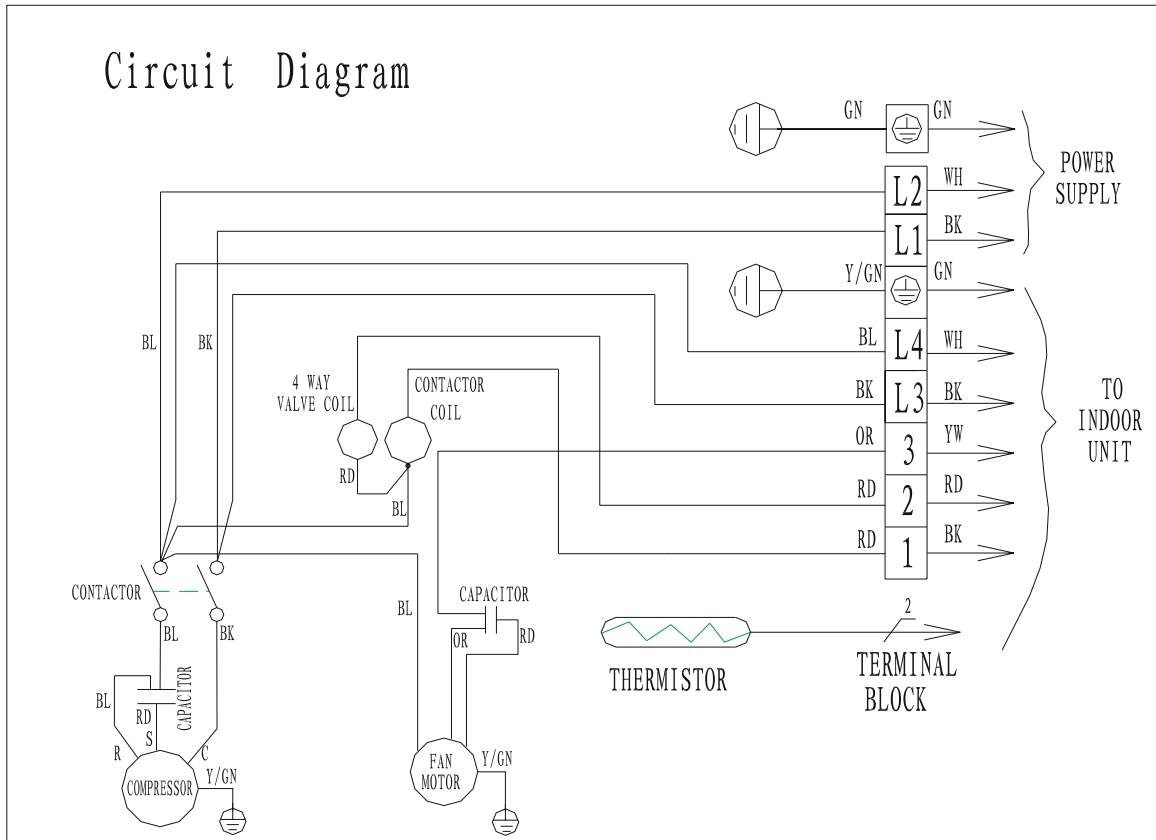 Circuit Diagram
GN
GN
POWER
SUPPLY
L2
WH
L1
BK
Y/GN
GN
BL
BK
BL
L4
WH
4 WAY
VALVE COIL
CONTACTOR
COIL
BK
L3
BK
TO
INDOOR
UNIT
OR
3
YW
RD
BL
RD
2
RD
RD
1
BK
CONTACTOR
BL
BK
BL
CAPACITOR
OR
RD
2
THERMISTOR
TERMINAL
BLOCK
BL
RD
CAPACITOR
R
S
C
COMPRESSOR
Y/GN
FAN
MOTOR
Y/GN